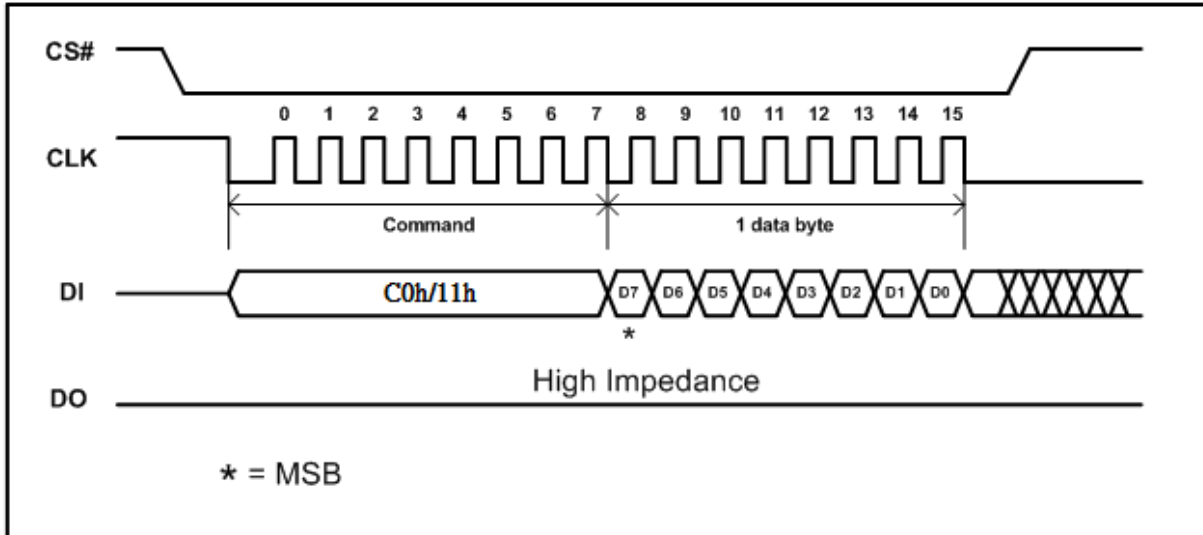 CS#
0 1 2 3 4 5 6 7 8 9 10 11 12 13 14 15
CLK
Command 1 data byte
DI C0h/11h D7 D6 D5 D4 D3 D2 D1 D0
*
High Impedance
DO
* = MSB